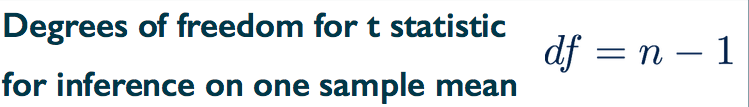 Degrees of freedom for t statistic
for inference on one sample mean
df = n − 1